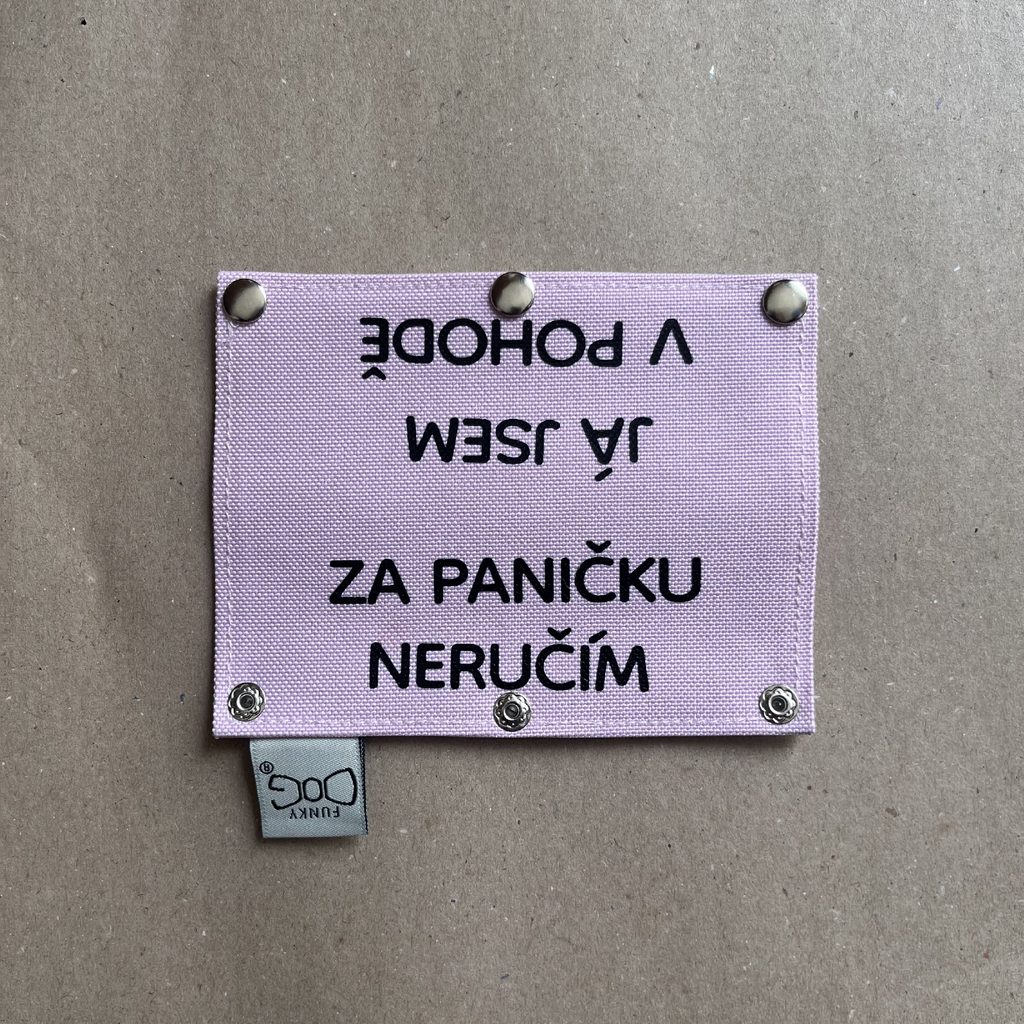 JÁ JSEM
V POHODĚ
ZA PANIČKU
NERUČÍM
FUNKY
DOG®